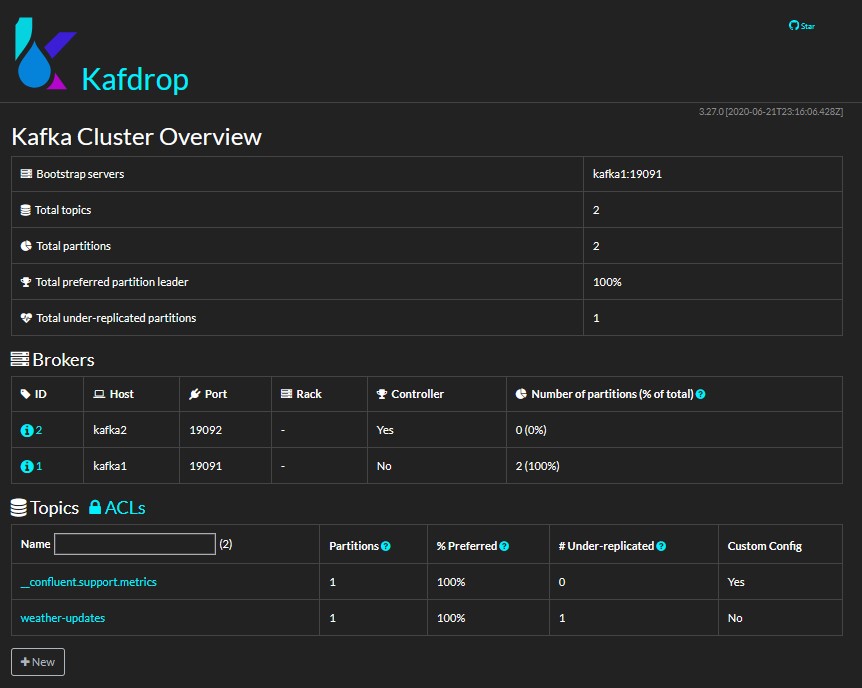 Star
Kafdrop
3.27.0 [2020-06-21T23:16:06.428Z]
Kafka Cluster Overview
Bootstrap servers kafka1:19091
Total topics 2
Total partitions 2
Total preferred partition leader 100%
Total under-replicated partitions 1
Brokers
ID Host Port Rack Controller Number of partitions (% of total)
2 kafka2 19092 - Yes 0 (0%)
1 kafka1 19091 - No 2 (100%)
Topics ACLs
Name (2) Partitions % Preferred # Under-replicated Custom Config
__confluent.support.metrics 1 100% 0 Yes
weather-updates 1 100% 1 No
New